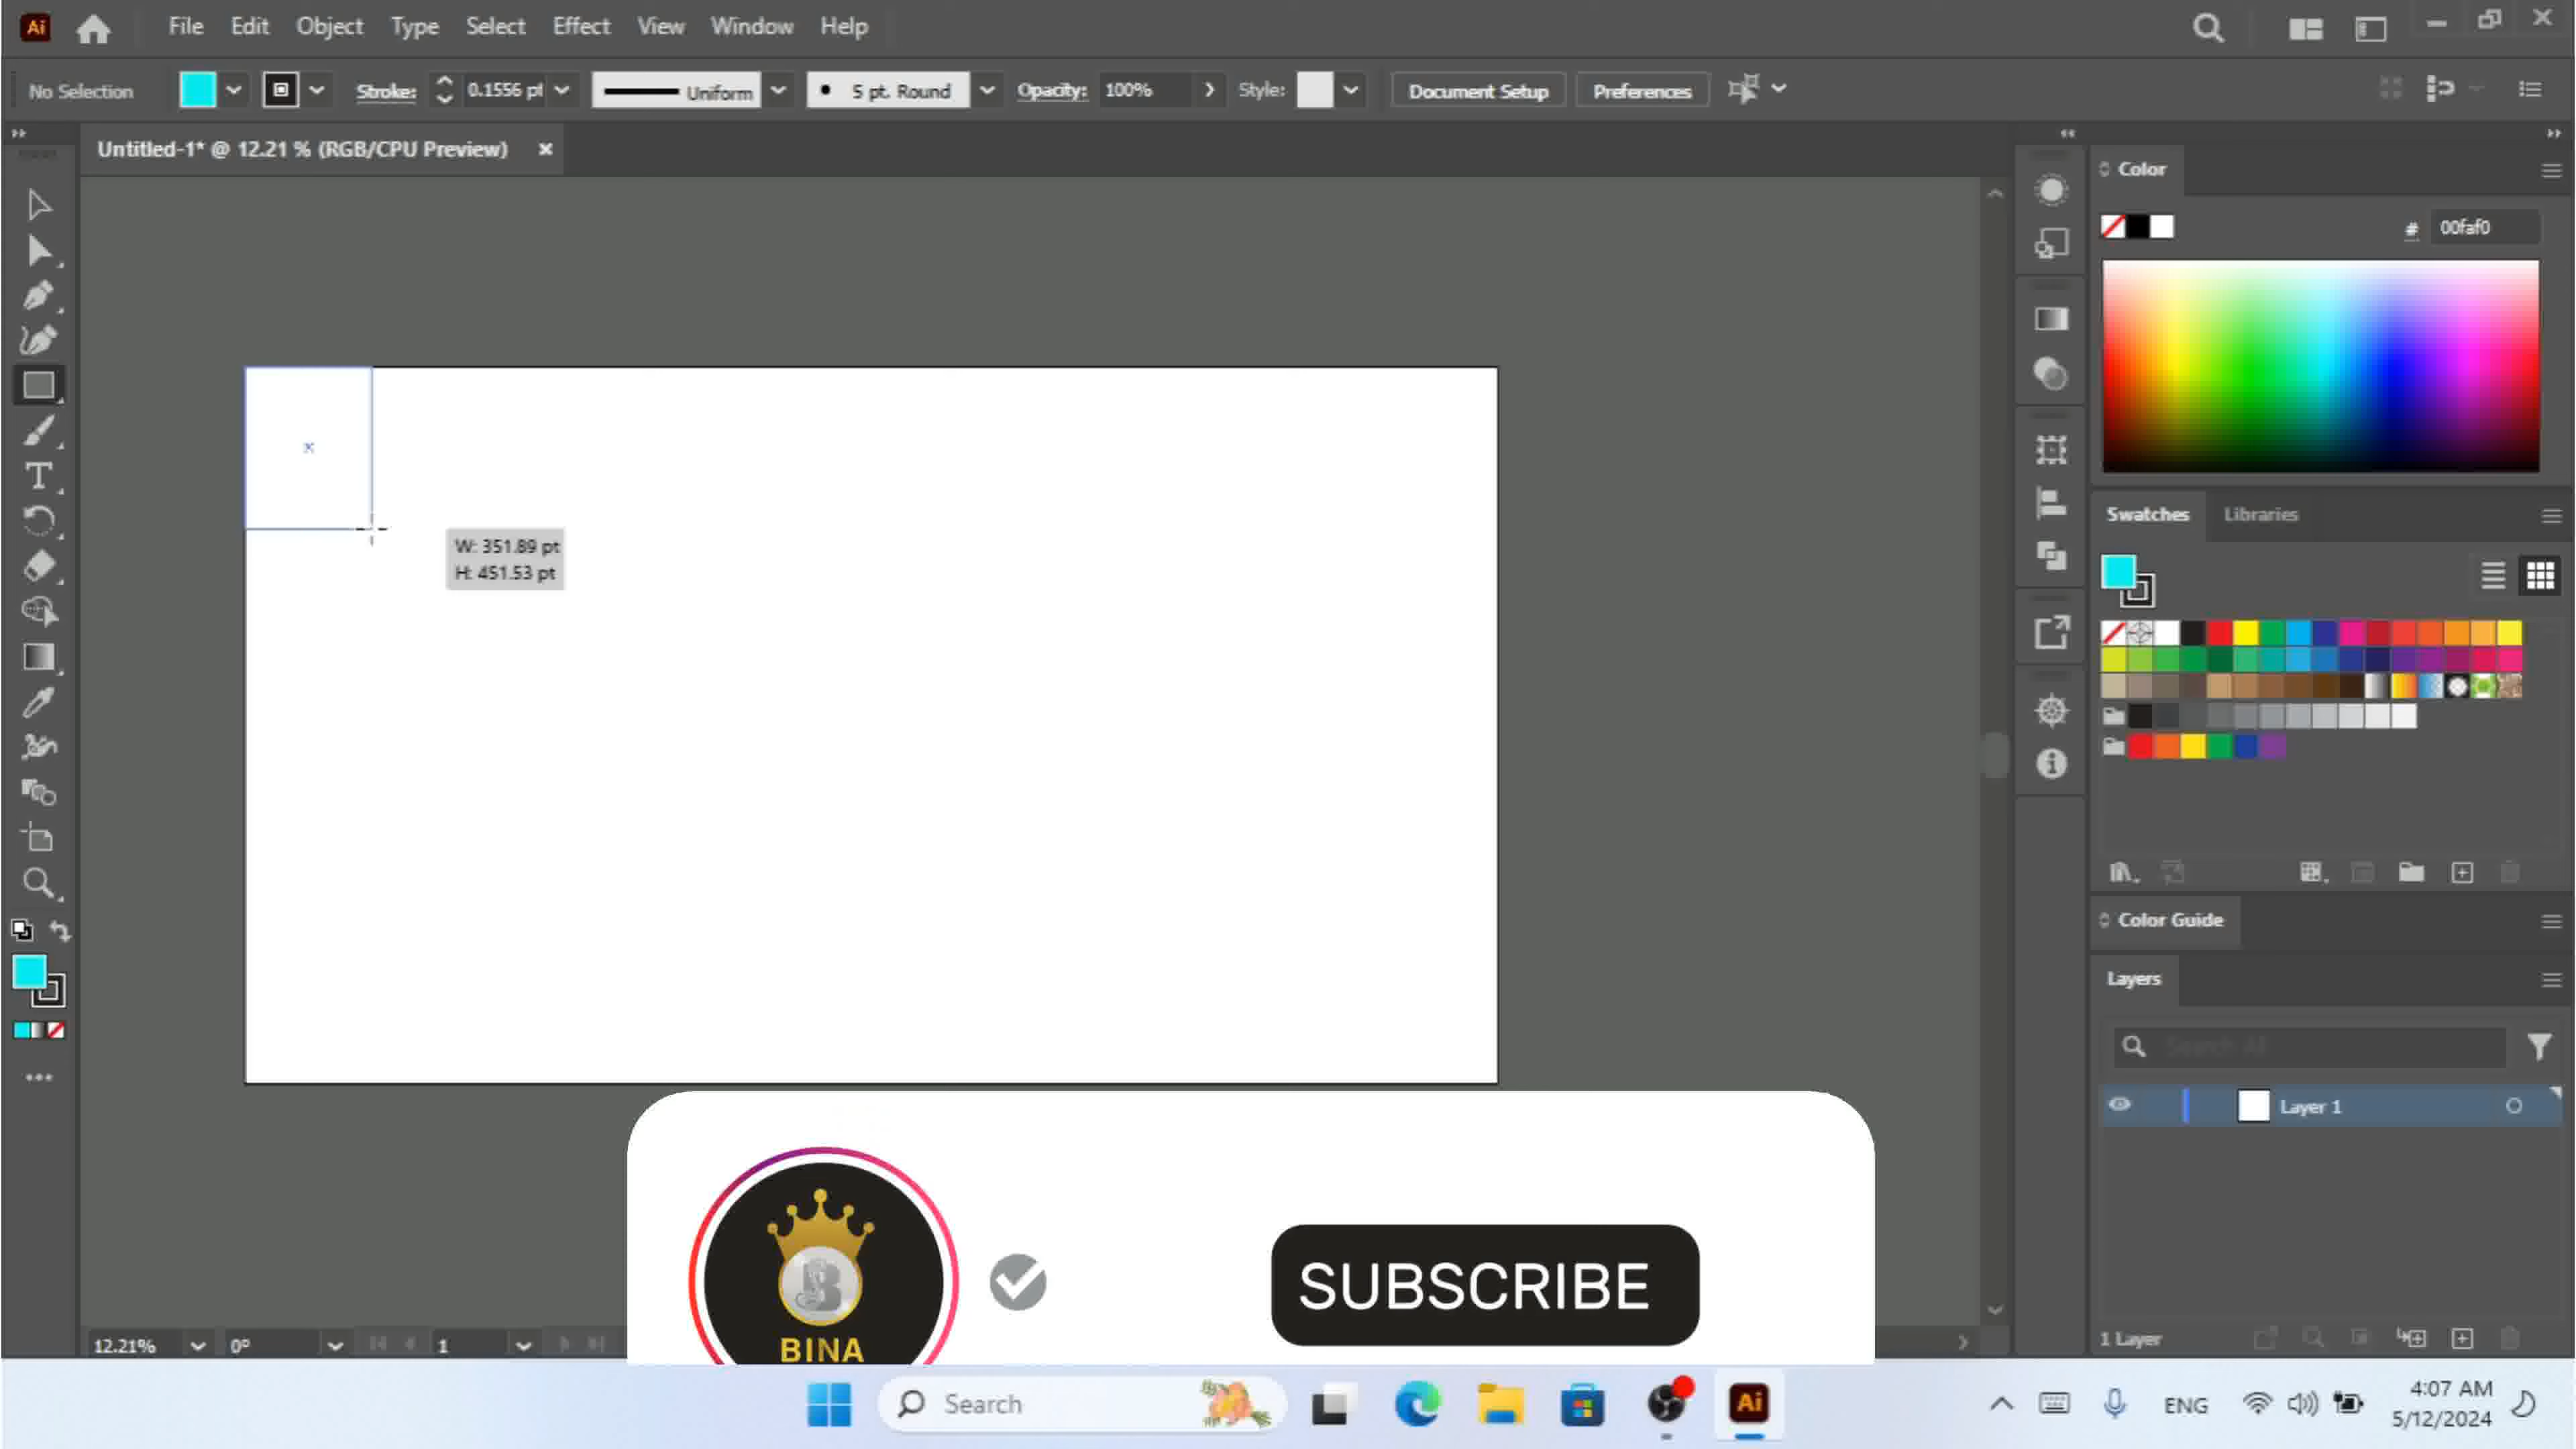 Ai File Edit Object Type Select Effect View Window Help
No Selection Stroke: 0.1556 pt Uniform 5 pt. Round Opacity: 100% Style: Document Setup Preferences
Untitled-1* @ 12.21 % (RGB/CPU Preview)
Color
# 00faf0
Swatches Libraries
W: 351.89 pt
H: 451.53 pt
Color Guide
Layers
Search All
Layer 1
SUBSCRIBE
BINA
12.21% 0° 1
1 Layer
Search
Ai
ENG
4:07 AM
5/12/2024